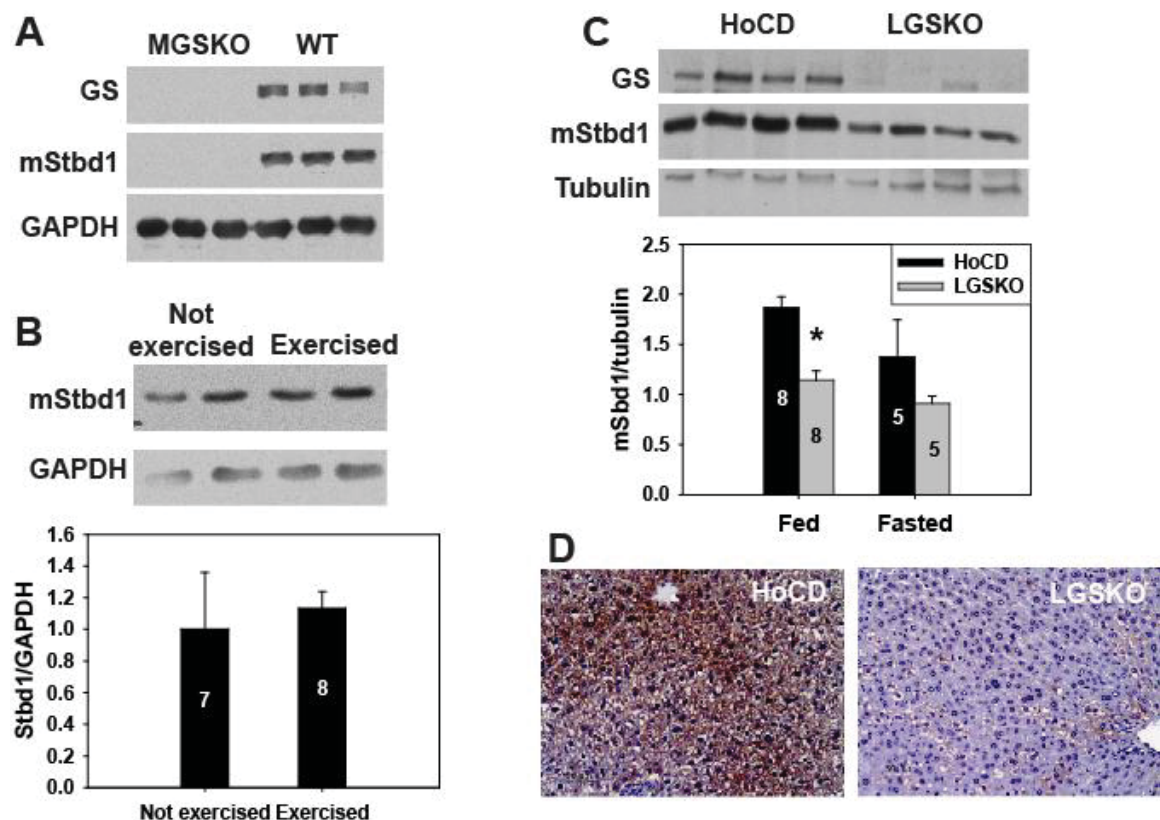 A
MGSKO WT
GS
mStbd1
GAPDH
B
Not
exercised Exercised
mStbd1
GAPDH
Stbd1/GAPDH
1.6
1.4
1.2
1.0
0.8
0.6
0.4
0.2
0.0
7
8
Not exercised Exercised
C
HoCD LGSKO
GS
mStbd1
Tubulin
mSbd1/tubulin
2.5
2.0
1.5
1.0
0.5
0.0
HoCD
LGSKO
*
8
8
5
5
Fed Fasted
D
HoCD
LGSKO